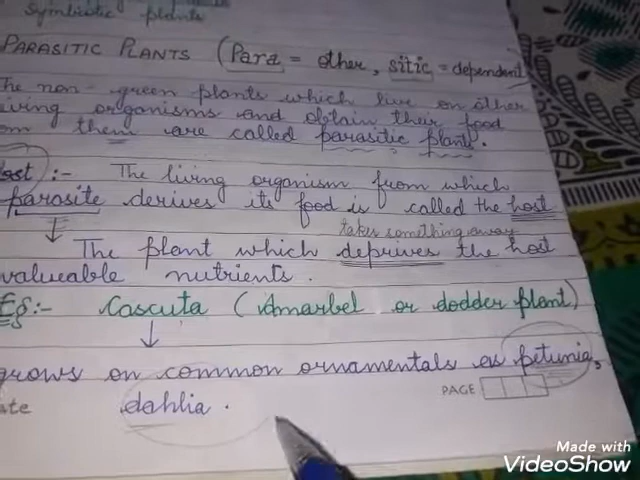 Symbiotic plants
PARASITIC PLANTS (Para = other, sitic = dependent)
The non-green plants which live on other
living organisms and obtain their food
from them are called parasitic plant.
Host :- The living organism from which
parasite derives its food is called the host
takes something away
The plant which deprives the host
valueable nutrients.
Eg:- Cascuta (Amarbel or dodder plant)
grows on common ornamentals as petunia,
PAGE
ate dahlia.
Made with
VideoShow